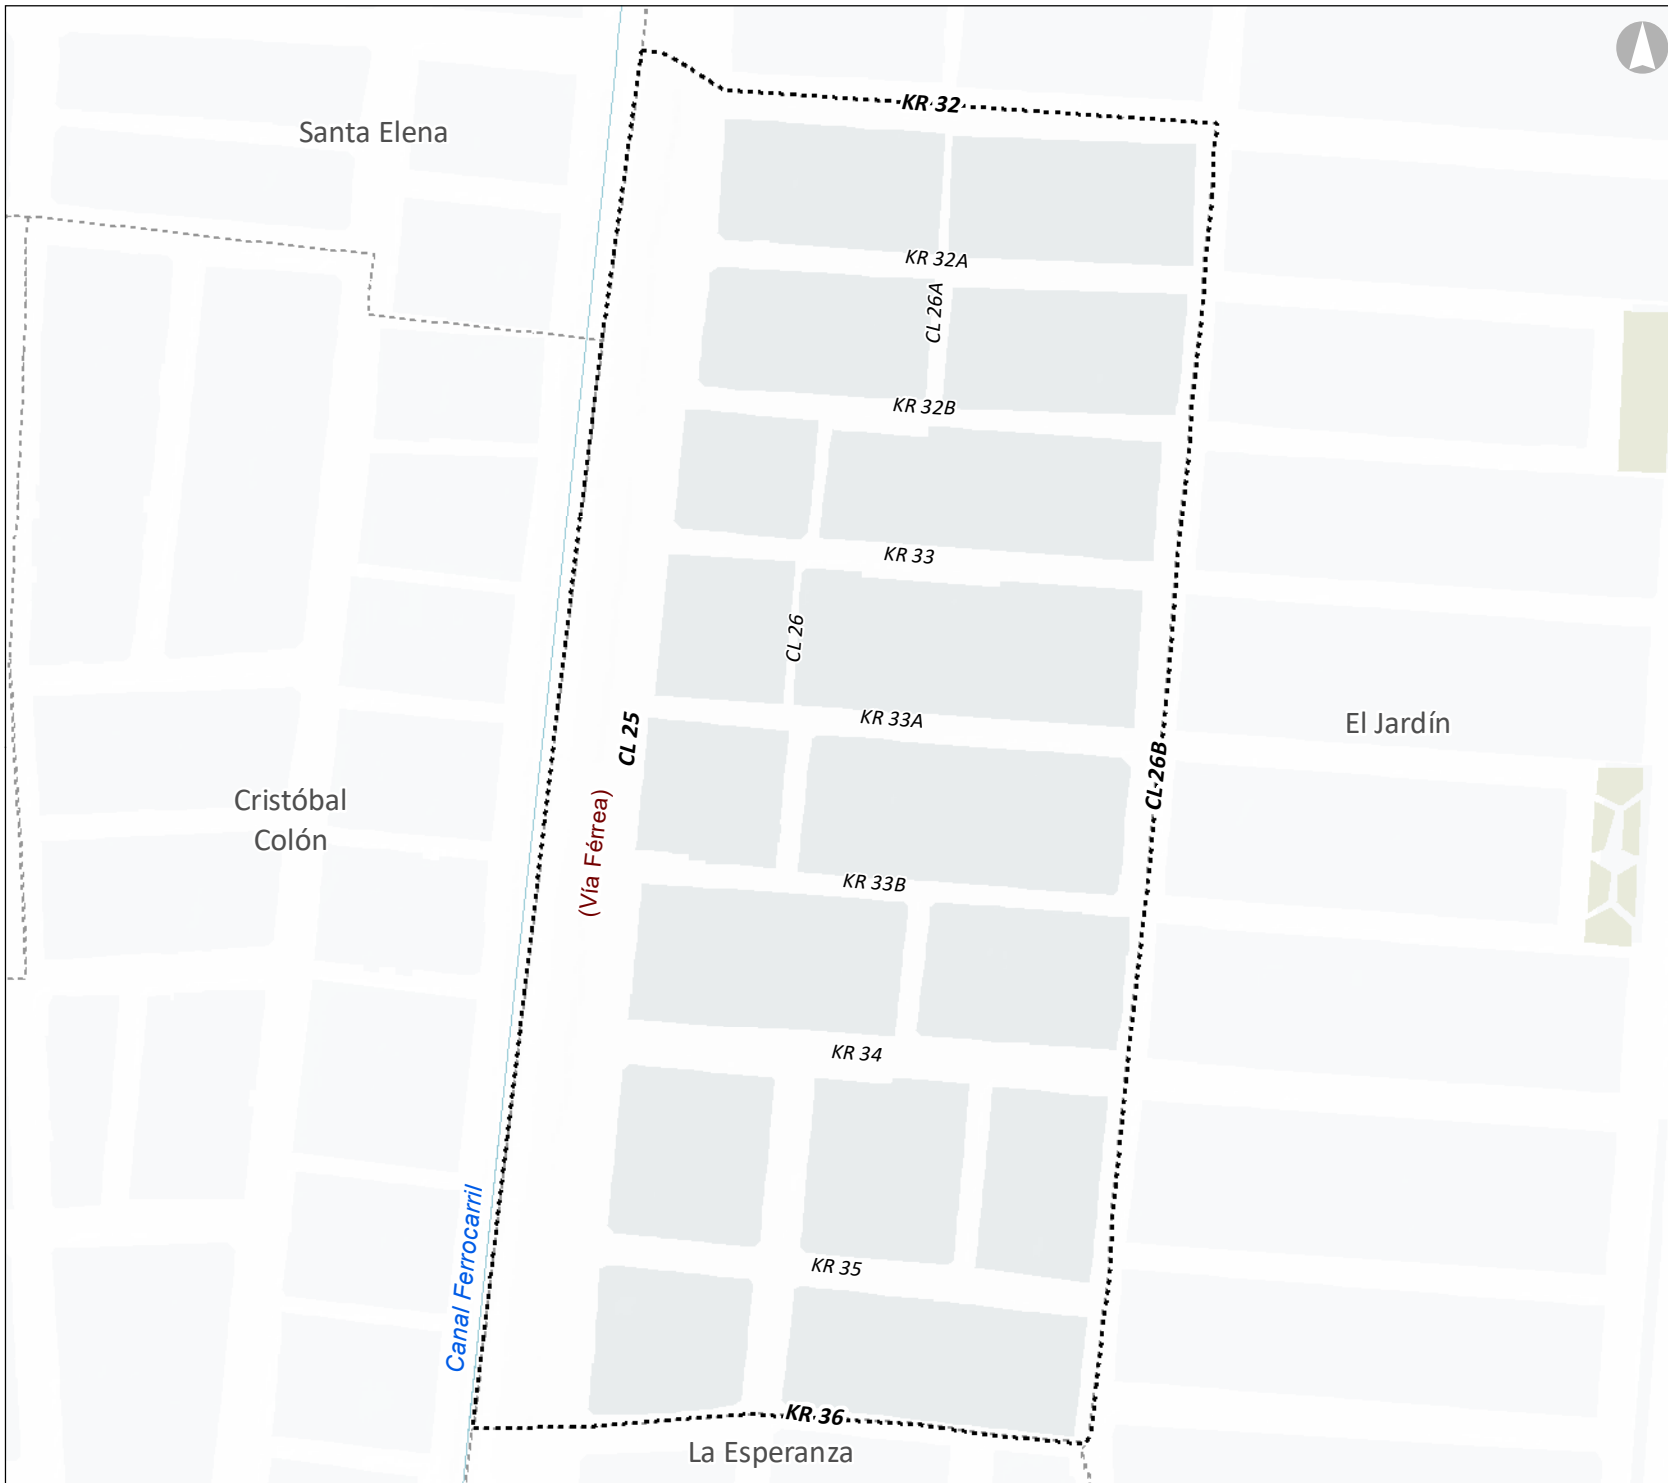 KR 32
Santa Elena
KR 32A
CL 26A
KR 32B
KR 33
CL 26
KR 33A
CL 25
El Jardín
CL 26B
Cristóbal
Colón
(Vía Férrea)
KR 33B
KR 34
Canal Ferrocarril
KR 35
KR 36
La Esperanza